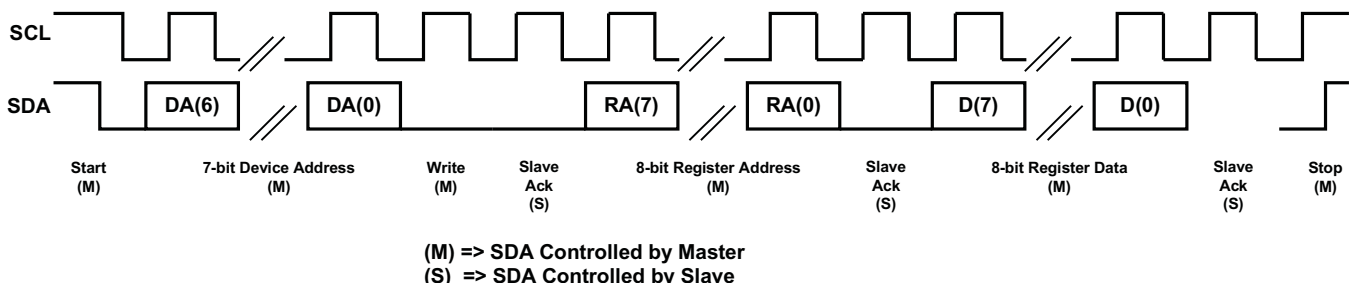 SCL
SDA
DA(6)
DA(0)
RA(7)
RA(0)
D(7)
D(0)
Start
(M)
7-bit Device Address
(M)
Write
(M)
Slave
Ack
(S)
8-bit Register Address
(M)
Slave
Ack
(S)
8-bit Register Data
(M)
Slave
Ack
(S)
Stop
(M)
(M) => SDA Controlled by Master
(S) => SDA Controlled by Slave